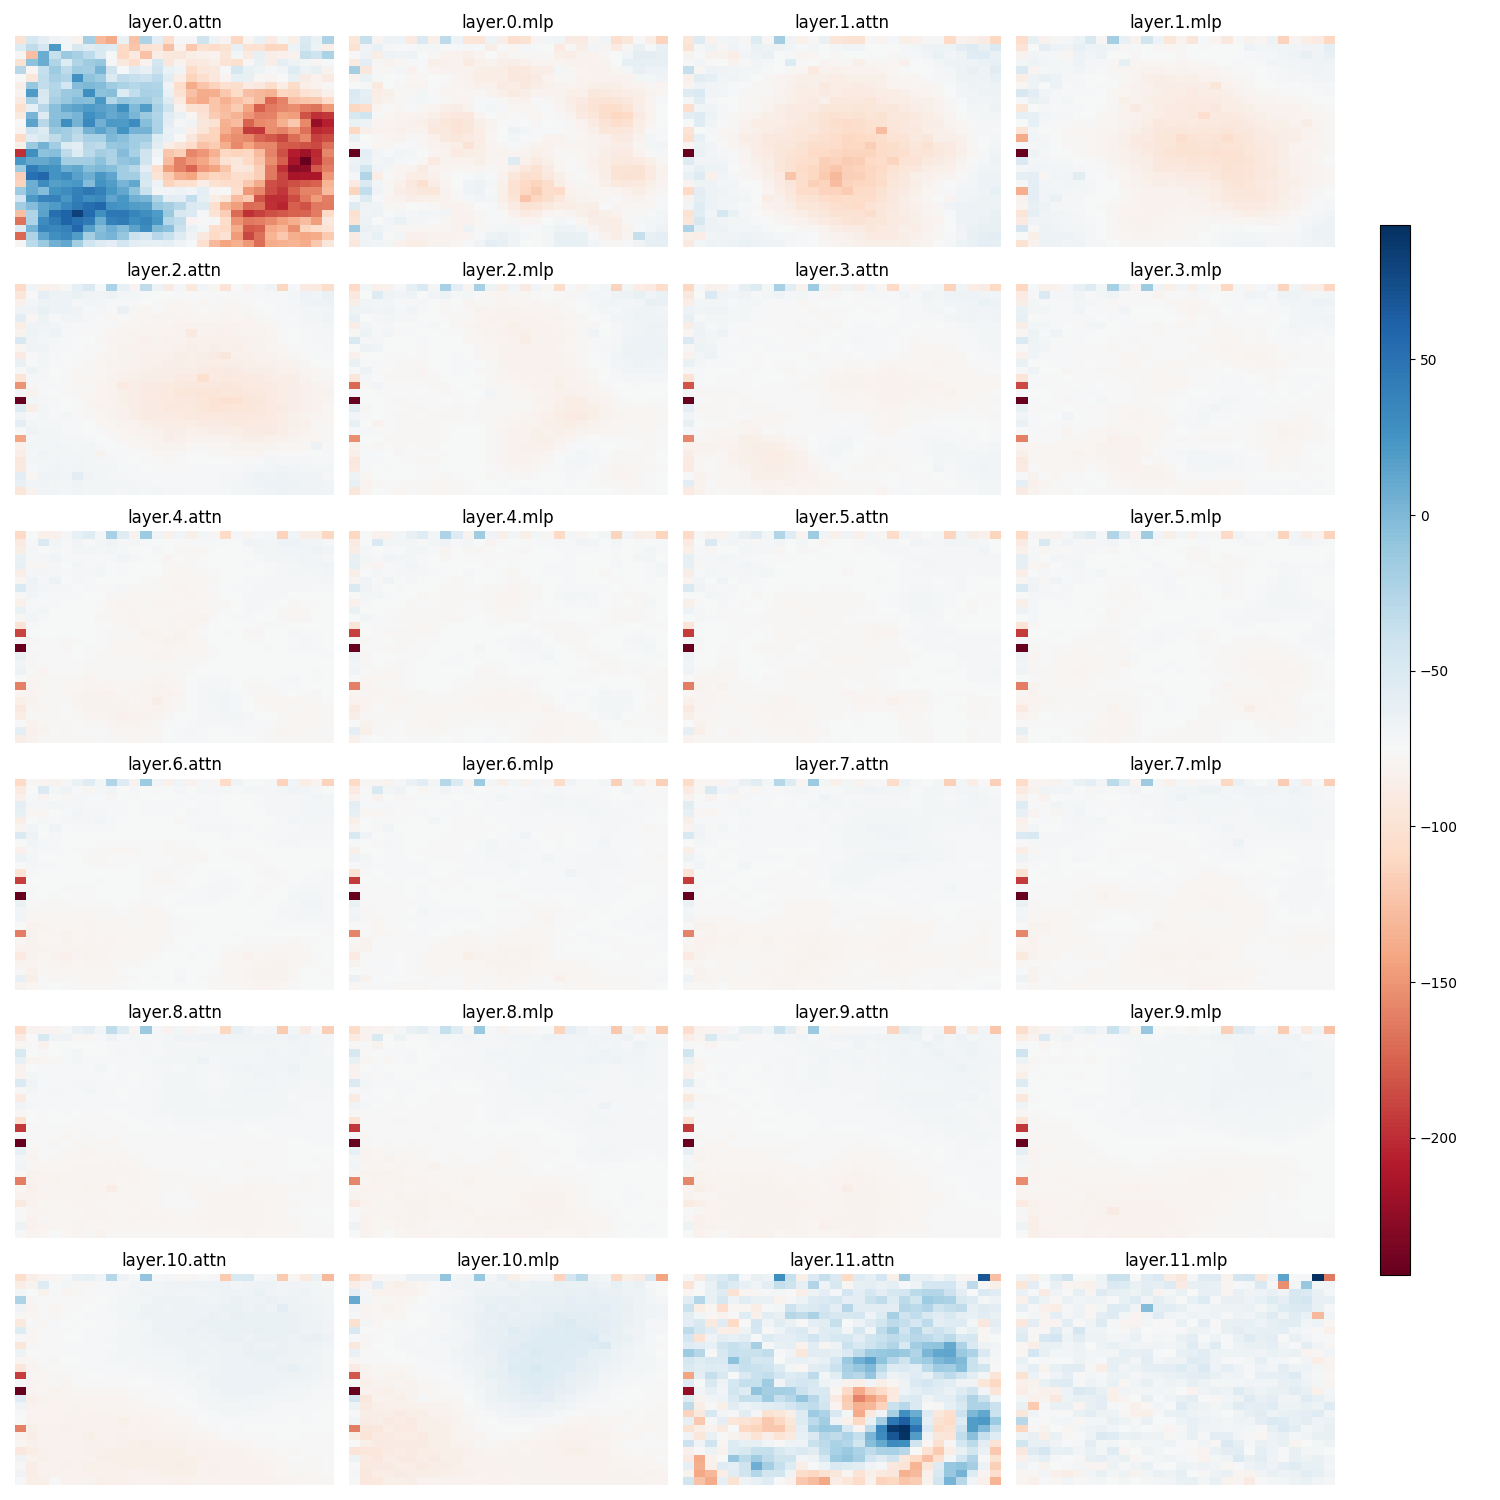 layer.0.attn layer.0.mlp layer.1.attn layer.1.mlp
layer.2.attn layer.2.mlp layer.3.attn layer.3.mlp
layer.4.attn layer.4.mlp layer.5.attn layer.5.mlp
layer.6.attn layer.6.mlp layer.7.attn layer.7.mlp
layer.8.attn layer.8.mlp layer.9.attn layer.9.mlp
layer.10.attn layer.10.mlp layer.11.attn layer.11.mlp
50
0
−50
−100
−150
−200